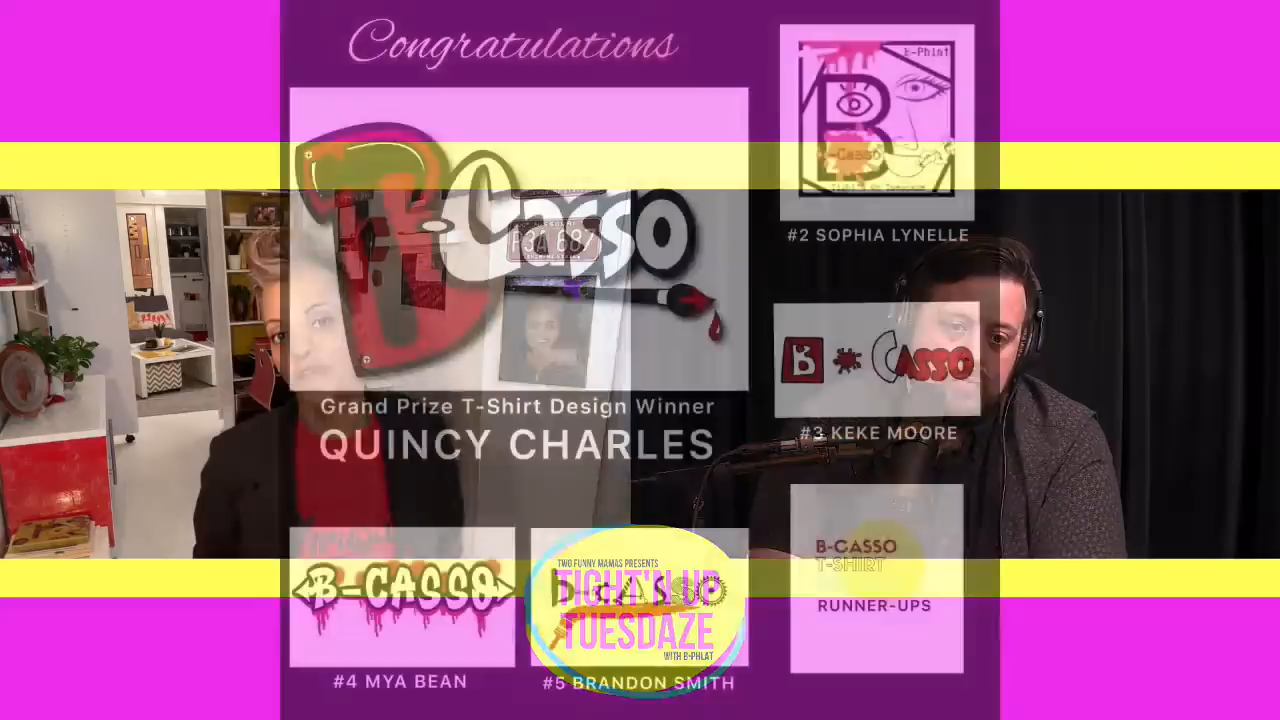 Congratulations
B-Casso
Grand Prize T-Shirt Design Winner
QUINCY CHARLES
B-Phlat
B
B-Casso
#2 SOPHIA LYNELLE
B CASSO
#3 KEKE MOORE
B-CASSO
#4 MYA BEAN
TWO FUNNY MAMAS PRESENTS
TIGHT'N UP
TUESDAZE
WITH B-PHLAT
#5 BRANDON SMITH
B-CASSO
T-SHIRT
RUNNER-UPS